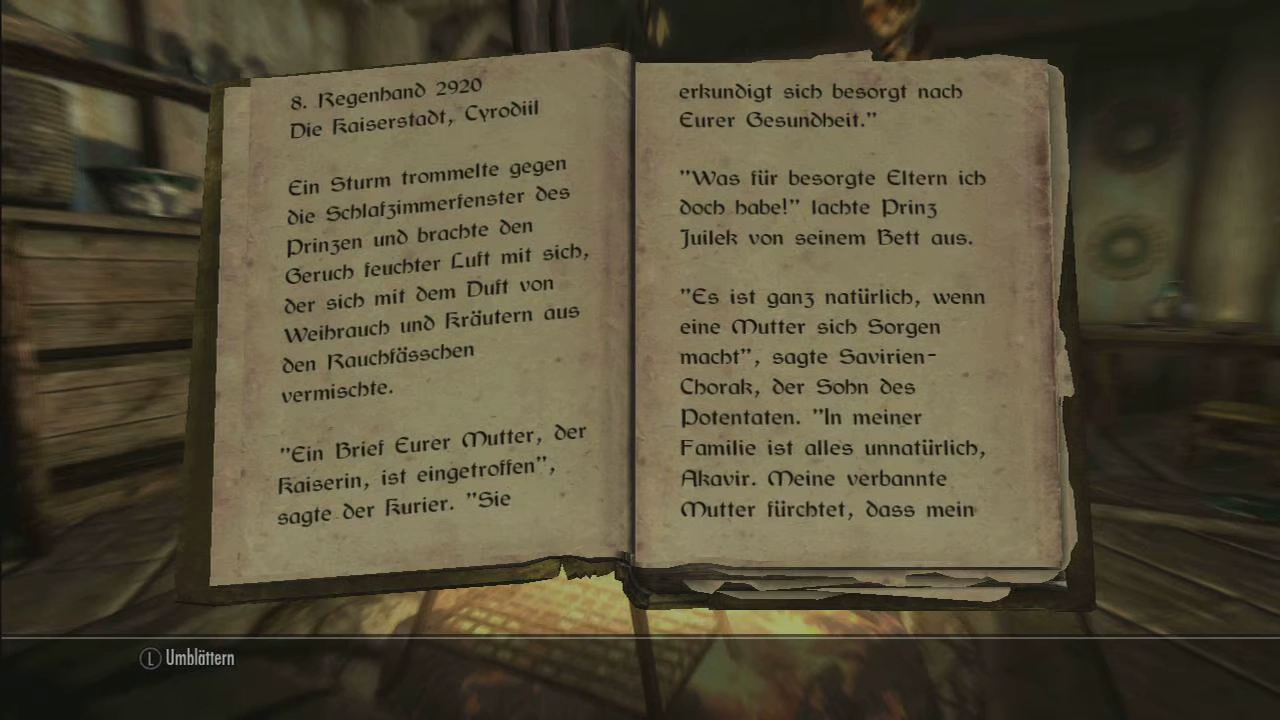 8. Regenhand 2920
Die Kaiserstadt, Cyrodiil
Ein Sturm trommelte gegen
die Schlafzimmerfenster des
Prinzen und brachte den
Geruch feuchter Luft mit sich,
der sich mit dem Duft von
Weihrauch und Kräutern aus
den Rauchfässchen
vermischte.
"Ein Brief Eurer Mutter, der
Kaiserin, ist eingetroffen",
sagte der Kurier. "Sie
erkundigt sich besorgt nach
Eurer Gesundheit."
"Was für besorgte Eltern ich
doch habe!" lachte Prinz
Juilek von seinem Bett aus.
"Es ist ganz natürlich, wenn
eine Mutter sich Sorgen
macht", sagte Savirien-
Chorak, der Sohn des
Potentaten. "In meiner
Familie ist alles unnatürlich,
Akavir. Meine verbannte
Mutter fürchtet, dass mein
L Umblättern